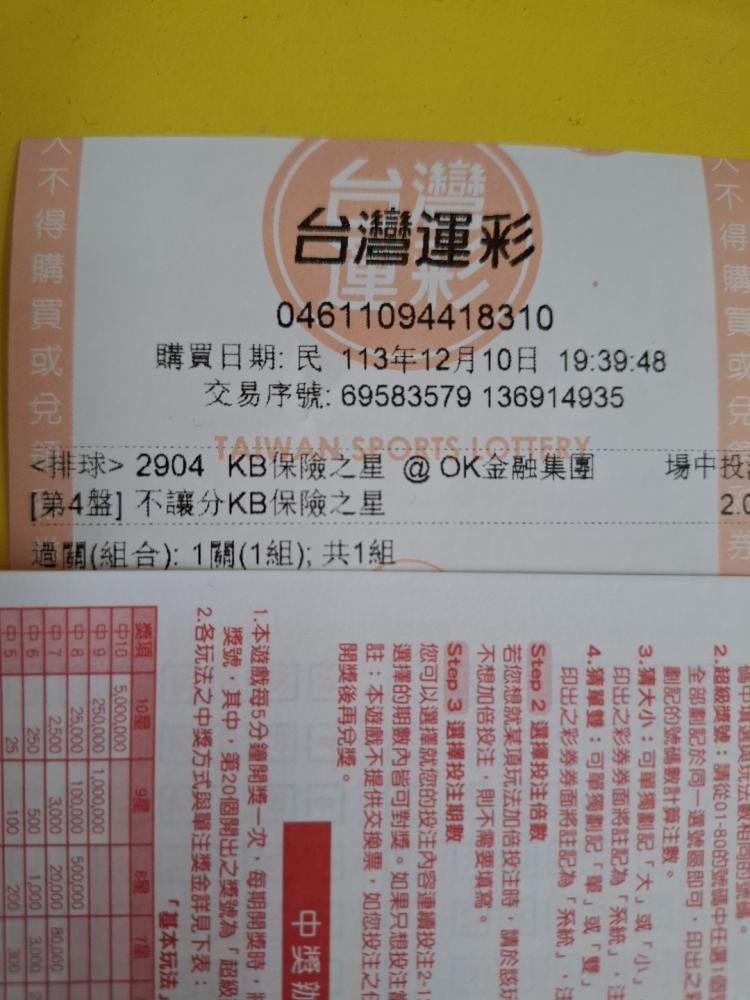 台灣運彩
台灣運彩
04611094418310
購買日期: 民 113年12月10日 19:39:48
交易序號: 69583579 136914935
TAIWAN SPORTS LOTTERY
<排球> 2904 KB保險之星 @ OK金融集團 場中投
[第4盤] 不讓分KB保險之星 2.0
過關(組合): 1關(1組); 共1組
不得購買或兌
不得購買或兌
券
2.超級獎號：請從01-80的號碼中任選1個
全部劃記於同一選號區即可，印出之
劃記的號碼數計算注數。
3.猜大小：可單獨劃記「大」或「小」
印出之彩券券面將註記為「系統」，注
4.猜單雙：可單獨劃記「單」或「雙」
印出之彩券券面將註記為「系統」，注
Step 2 選擇投注倍數
若您想就某項玩法加倍投注時，請於該玩
不想加倍投注，則不需要填寫。
Step 3 選擇投注期數
您可以選擇就您的投注內容連續投注2-1
選擇的期數內皆可對獎。如果只想投注當
註：本遊戲不提供交換票，如您投注之
開獎後再兌獎。
中獎
1.本遊戲每5分鐘開獎一次，每期開獎時，
獎號，其中，第20個開出之獎號為「超級
2.各玩法之中獎方式與單注獎金詳見下表：
「基本玩法」
獎項 10星 9星 8星 7星
中10 5,000,000
中9 250,000 1,000,000
中8 25,000 100,000 500,000
中7 2,500 3,000 20,000 80,000
中6 250 500 1,000 3,000
中5 25 100 200 300